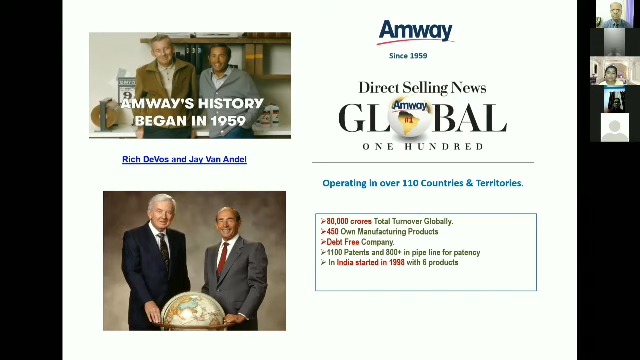 Amway
Since 1959
AMWAY'S HISTORY
BEGAN IN 1959
Rich DeVos and Jay Van Andel
Direct Selling News
Amway
#1
GLOBAL
ONE HUNDRED
Operating in over 110 Countries & Territories.
➢80,000 crores Total Turnover Globally.
➢450 Own Manufacturing Products
➢Debt Free Company.
➢1100 Patents and 800+ in pipe line for patency
➢ In India started in 1998 with 6 products